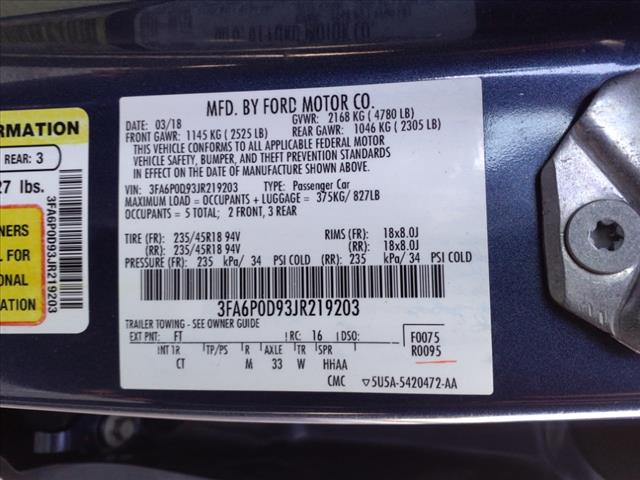 MFD. BY FORD MOTOR CO.
DATE: 03/18 GVWR: 2168 KG ( 4780 LB)
FRONT GAWR: 1145 KG ( 2525 LB) REAR GAWR: 1046 KG ( 2305 LB)
THIS VEHICLE CONFORMS TO ALL APPLICABLE FEDERAL MOTOR
VEHICLE SAFETY, BUMPER, AND THEFT PREVENTION STANDARDS
IN EFFECT ON THE DATE OF MANUFACTURE SHOWN ABOVE.
VIN: 3FA6P0D93JR219203 TYPE: Passenger Car
MAXIMUM LOAD = OCCUPANTS + LUGGAGE = 375KG/ 827LB
OCCUPANTS = 5 TOTAL; 2 FRONT, 3 REAR
TIRE (FR): 235/45R18 94V RIMS (FR): 18x8.0J
(RR): 235/45R18 94V (RR): 18x8.0J
PRESSURE (FR): 235 kPa/ 34 PSI COLD (RR): 235 kPa/ 34 PSI COLD
3FA6P0D93JR219203
TRAILER TOWING - SEE OWNER GUIDE
EXT PNT: FT RC: 16 DSO: F0075
INT TR TP/PS R AXLE TR SPR R0095
CT M 33 W HHAA
CMC ▽5U5A-5420472-AA
ORMATION
REAR: 3
27 lbs.
NERS
FOR
ONAL
ATION
3FA6P0D93JR219203